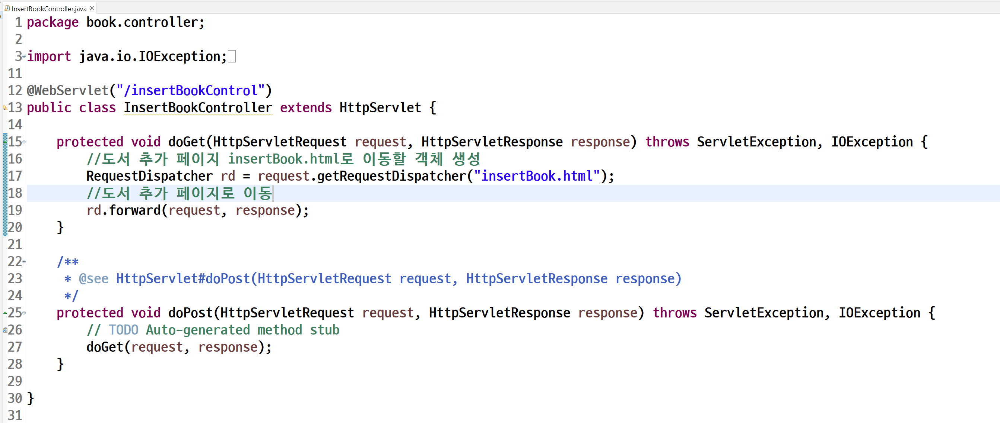 InsertBookController.java
1 package book.controller;
2
3 import java.io.IOException;
11
12 @WebServlet("/insertBookControl")
13 public class InsertBookController extends HttpServlet {
14
15     protected void doGet(HttpServletRequest request, HttpServletResponse response) throws ServletException, IOException {
16         //도서 추가 페이지 insertBook.html로 이동할 객체 생성
17         RequestDispatcher rd = request.getRequestDispatcher("insertBook.html");
18         //도서 추가 페이지로 이동
19         rd.forward(request, response);
20     }
21
22     /**
23      * @see HttpServlet#doPost(HttpServletRequest request, HttpServletResponse response)
24      */
25     protected void doPost(HttpServletRequest request, HttpServletResponse response) throws ServletException, IOException {
26         // TODO Auto-generated method stub
27         doGet(request, response);
28     }
29
30 }
31